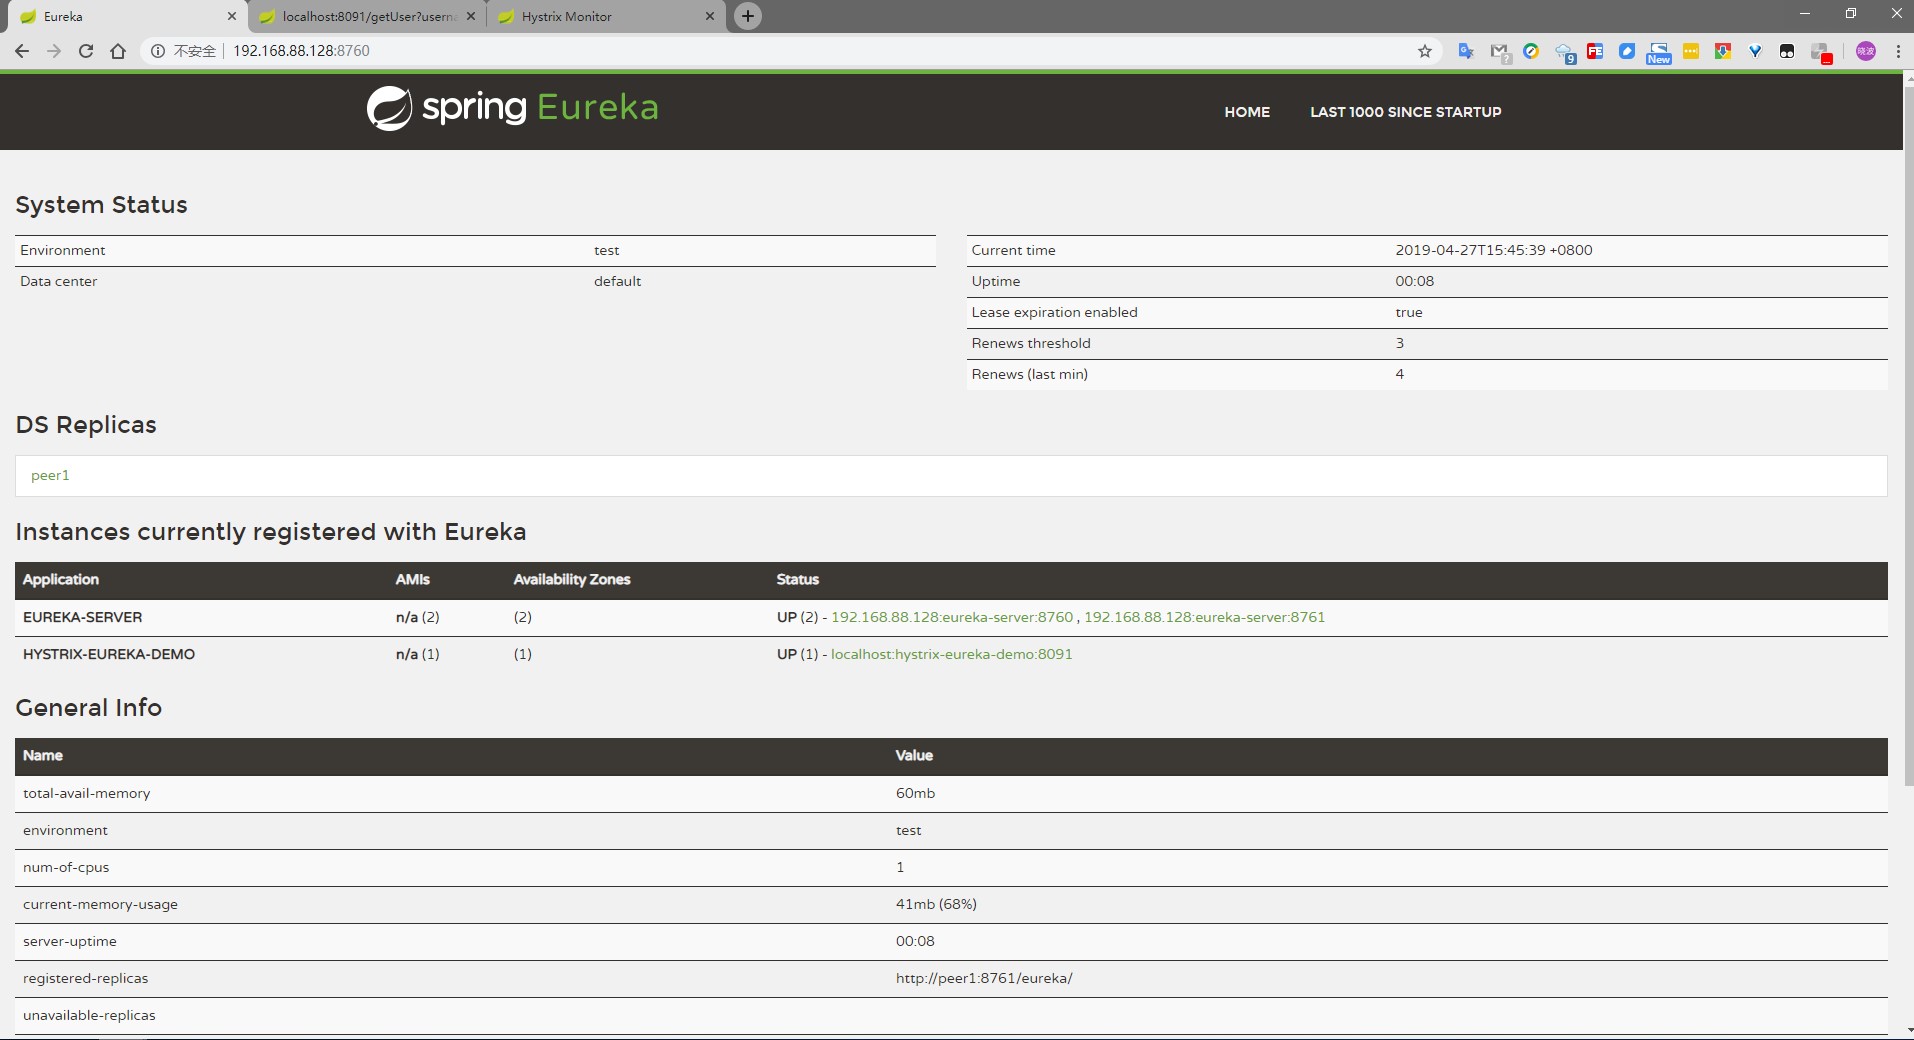 Eureka
localhost:8091/getUser?userna
Hystrix Monitor
不安全 192.168.88.128:8760
9
FE
New
晓波
spring Eureka
HOME LAST 1000 SINCE STARTUP
System Status
Environment test
Data center default
Current time 2019-04-27T15:45:39 +0800
Uptime 00:08
Lease expiration enabled true
Renews threshold 3
Renews (last min) 4
DS Replicas
peer1
Instances currently registered with Eureka
Application AMIs Availability Zones Status
EUREKA-SERVER n/a (2) (2) UP (2) - 192.168.88.128:eureka-server:8760 , 192.168.88.128:eureka-server:8761
HYSTRIX-EUREKA-DEMO n/a (1) (1) UP (1) - localhost:hystrix-eureka-demo:8091
General Info
Name Value
total-avail-memory 60mb
environment test
num-of-cpus 1
current-memory-usage 41mb (68%)
server-uptime 00:08
registered-replicas http://peer1:8761/eureka/
unavailable-replicas